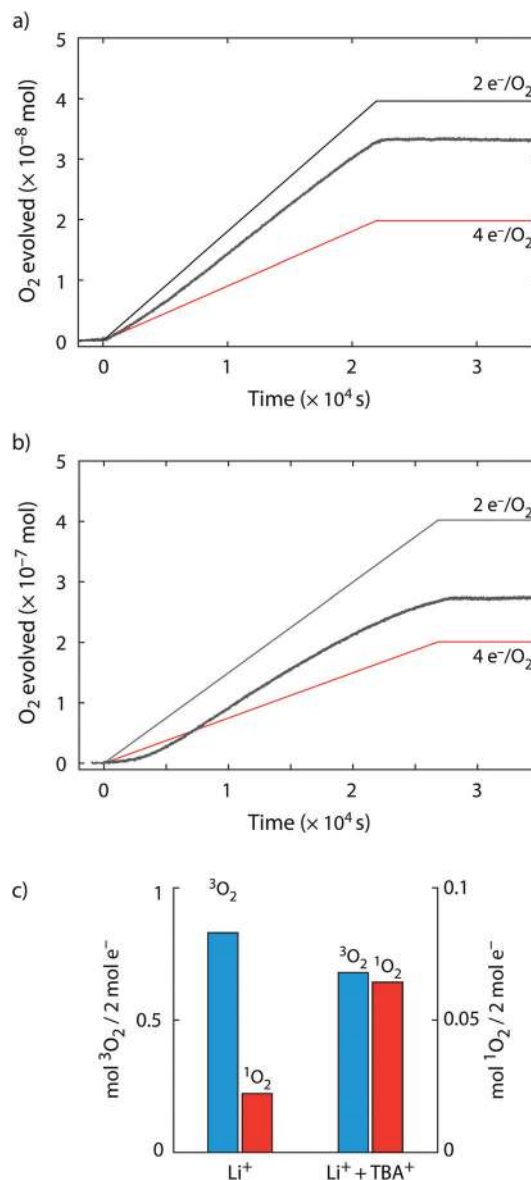 a)
O₂ evolved (× 10⁻⁸ mol)
5
4
3
2
1
0
2 e⁻/O₂
4 e⁻/O₂
0
1
2
3
Time (× 10⁴ s)
b)
O₂ evolved (× 10⁻⁷ mol)
5
4
3
2
1
0
2 e⁻/O₂
4 e⁻/O₂
0
1
2
3
Time (× 10⁴ s)
c)
mol ³O₂ / 2 mol e⁻
1
0.5
0
³O₂
¹O₂
³O₂
¹O₂
0.1
0.05
0
mol ¹O₂ / 2 mol e⁻
Li⁺
Li⁺ + TBA⁺